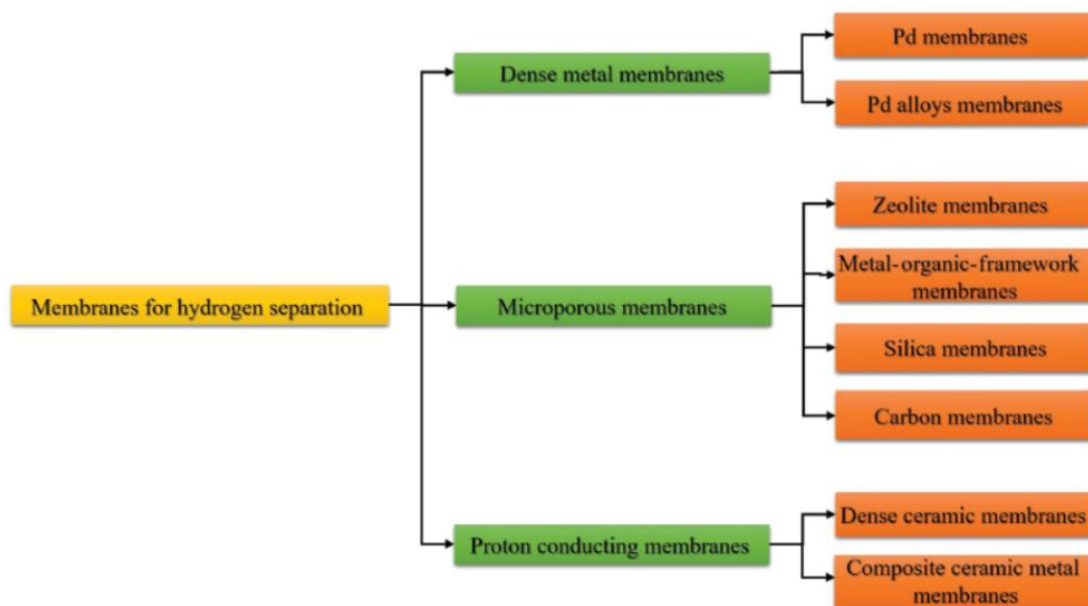 Membranes for hydrogen separation
Dense metal membranes
Pd membranes
Pd alloys membranes
Microporous membranes
Zeolite membranes
Metal-organic-framework
membranes
Silica membranes
Carbon membranes
Proton conducting membranes
Dense ceramic membranes
Composite ceramic metal
membranes